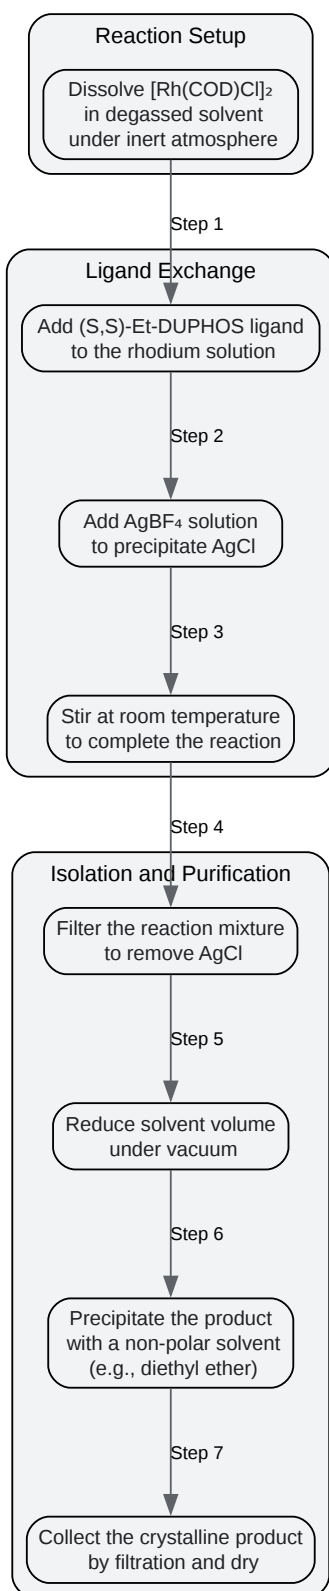 Reaction Setup
Dissolve [Rh(COD)Cl]₂
in degassed solvent
under inert atmosphere
Step 1
Ligand Exchange
Add (S,S)-Et-DUPHOS ligand
to the rhodium solution
Step 2
Add AgBF₄ solution
to precipitate AgCl
Step 3
Stir at room temperature
to complete the reaction
Step 4
Isolation and Purification
Filter the reaction mixture
to remove AgCl
Step 5
Reduce solvent volume
under vacuum
Step 6
Precipitate the product
with a non-polar solvent
(e.g., diethyl ether)
Step 7
Collect the crystalline product
by filtration and dry